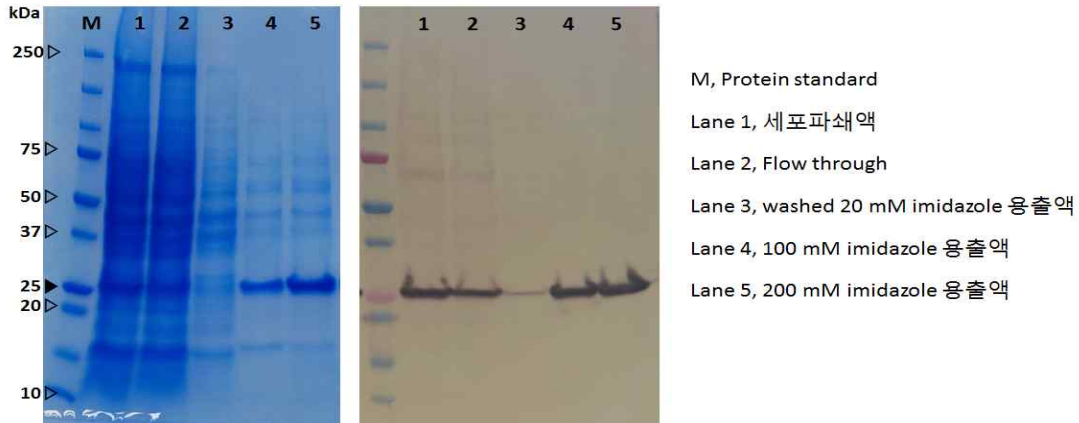 kDa
M 1 2 3 4 5
250
75
50
37
25
20
10
1 2 3 4 5
M, Protein standard
Lane 1, 세포파쇄액
Lane 2, Flow through
Lane 3, washed 20 mM imidazole 용출액
Lane 4, 100 mM imidazole 용출액
Lane 5, 200 mM imidazole 용출액